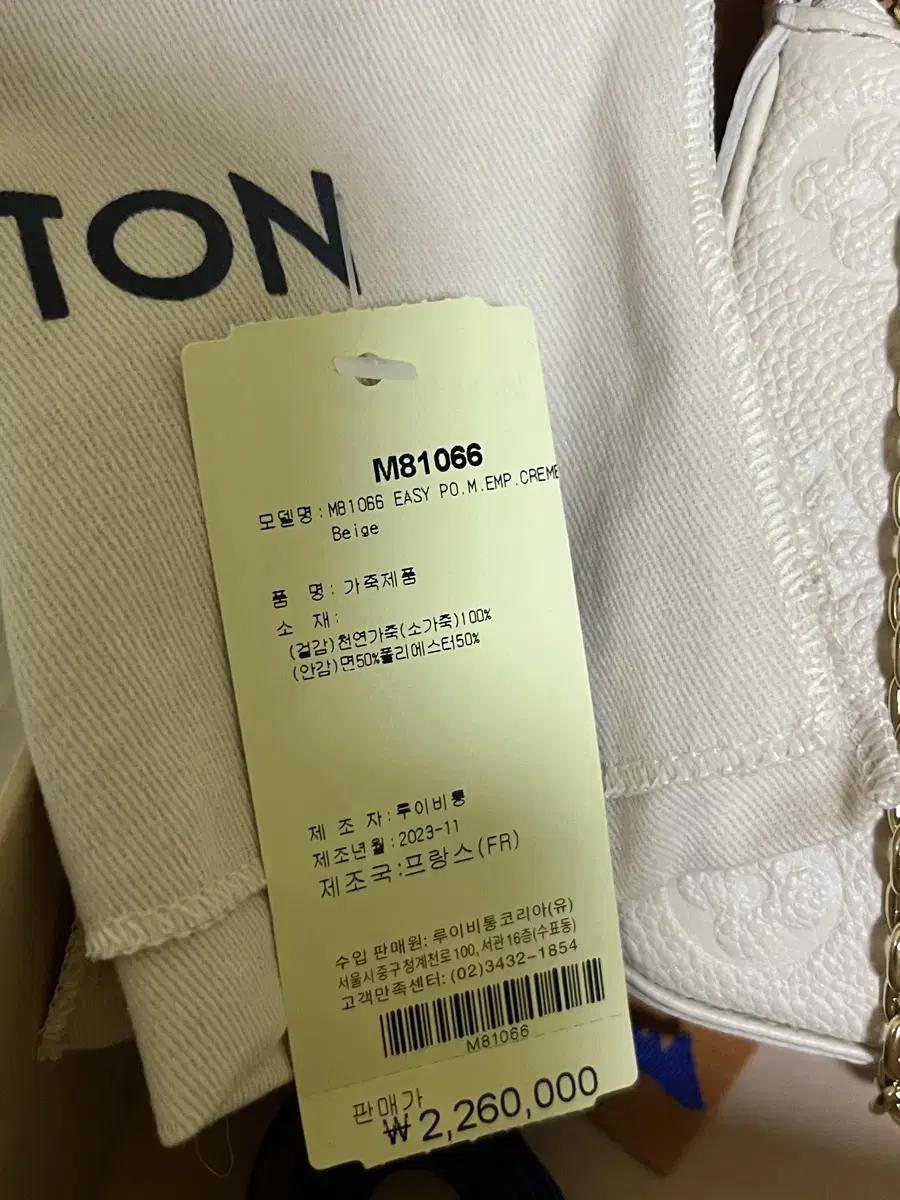 TON
M81066
모델명:M81066 EASY PO.M.EMP.CREME
Beige
품 명: 가죽제품
소 재:
(겉감)천연가죽(소가죽)100%
(안감)면50%폴리에스터50%
제 조 자:루이비통
제조년월:2023-11
제조국:프랑스(FR)
수입 판매원: 루이비통코리아(유)
서울시중구청계천로100, 서관 16층(수표동)
고객만족센터: (02)3432-1854
M81066
판매가
₩2,260,000